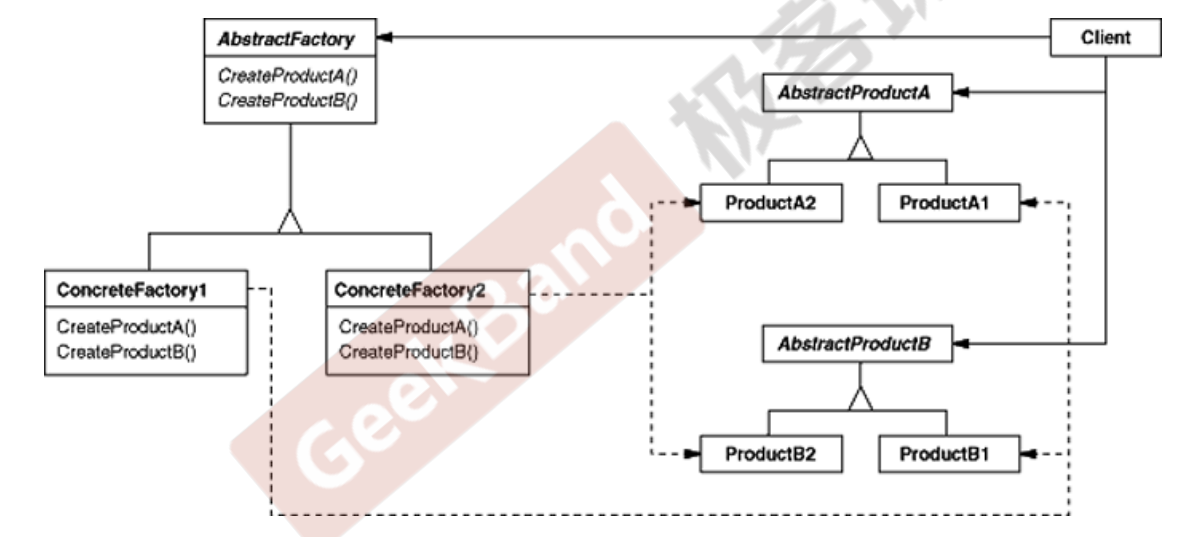 AbstractFactory
CreateProductA()
CreateProductB()
Client
AbstractProductA
ProductA2
ProductA1
ConcreteFactory1
CreateProductA()
CreateProductB()
ConcreteFactory2
CreateProductA()
CreateProductB()
AbstractProductB
ProductB2
ProductB1
GeekBand
极客